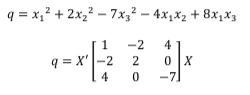 q = x₁² + 2x₂² − 7x₃² − 4x₁x₂ + 8x₁x₃
q = X′ [ 1 −2 4
−2 2 0
4 0 −7 ] X